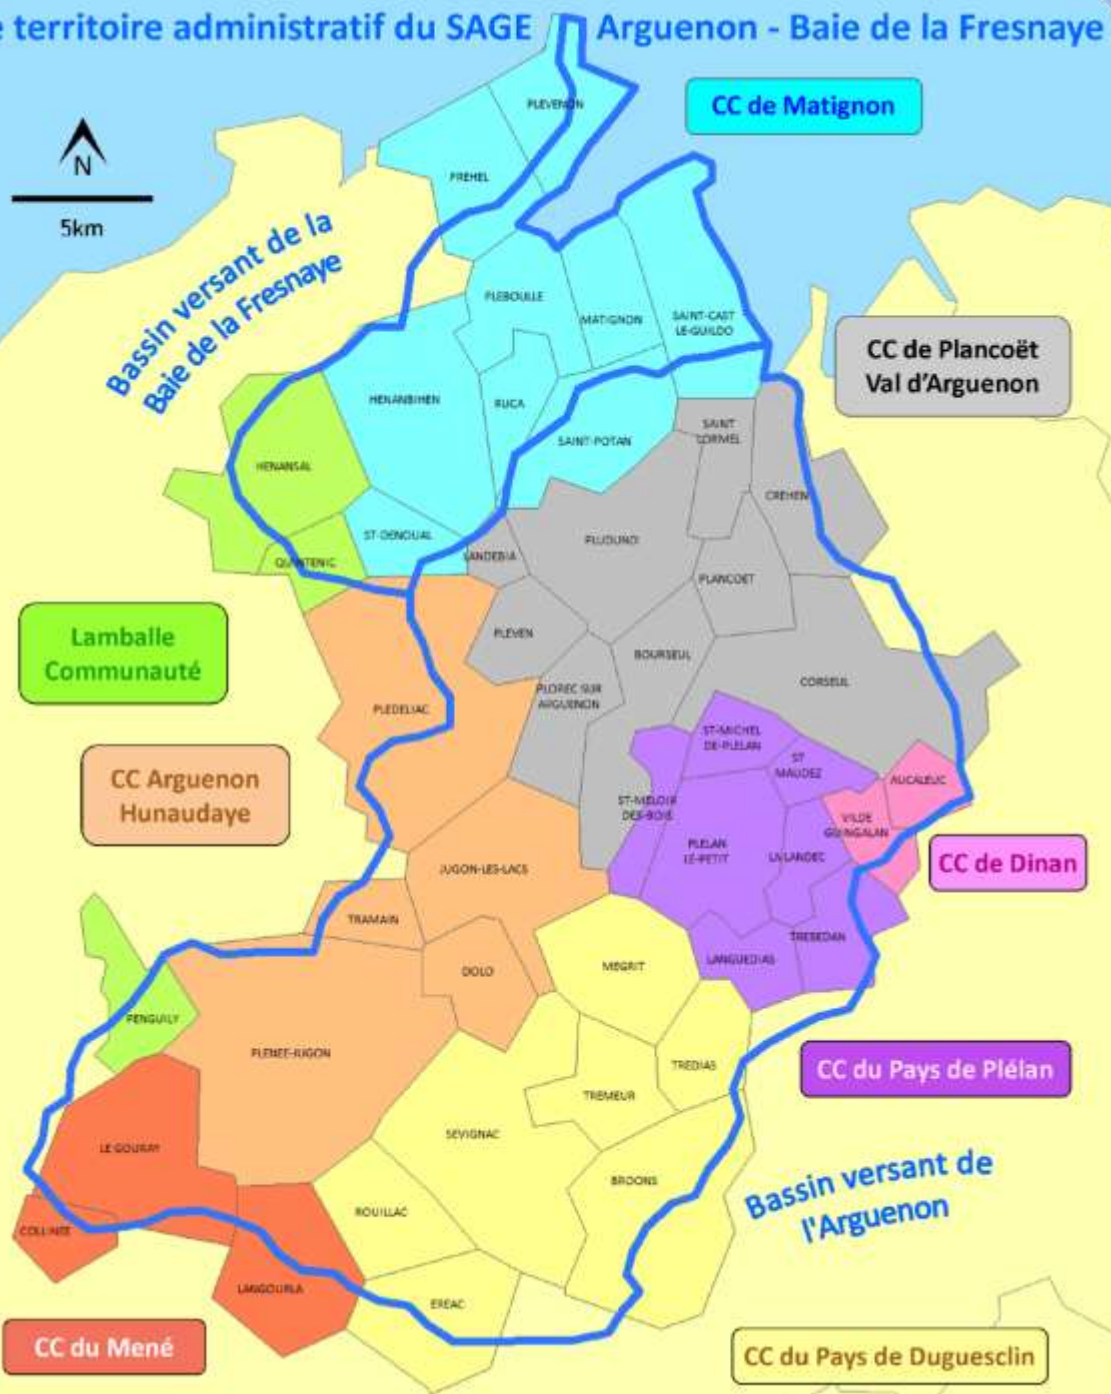 e territoire administratif du SAGE Arguenon - Baie de la Fresnaye
PLEVENON
CC de Matignon
N
5km
FREHEL
Bassin versant de la
Baie de la Fresnaye
PLEBOULLE
MATIGNON
SAINT-CAST
LE-GUILDO
CC de Plancoët
Val d'Arguenon
HENANBIHEN
RUCA
SAINT-POTAN
SAINT
LORMEL
HENANSAL
CREHEN
ST-DENOUAL
QUINTENIC
LANDEBIA
PLUDUNO
PLANCOET
Lamballe
Communauté
PLEVEN
BOURSEUL
CORSEUL
PLEDELIAC
PLOREC SUR
ARGUENON
ST-MICHEL
DE-PLELAN
ST
MAUDEZ
AUCALEUC
CC Arguenon
Hunaudaye
ST-MELOIR
DES-BOIS
VILDE
GUINGALAN
PLELAN
LE-PETIT
LA LANDEC
CC de Dinan
JUGON-LES-LACS
TRAMAIN
TREBEDAN
LANGUEDIAS
MEGRIT
DOLO
PENGUILY
PLENEE-JUGON
TREDIAS
CC du Pays de Plélan
TREMEUR
SEVIGNAC
LE GOURAY
BROONS
Bassin versant de
l'Arguenon
ROUILLAC
COLLINEE
LANGOURLA
EREAC
CC du Mené
CC du Pays de Duguesclin